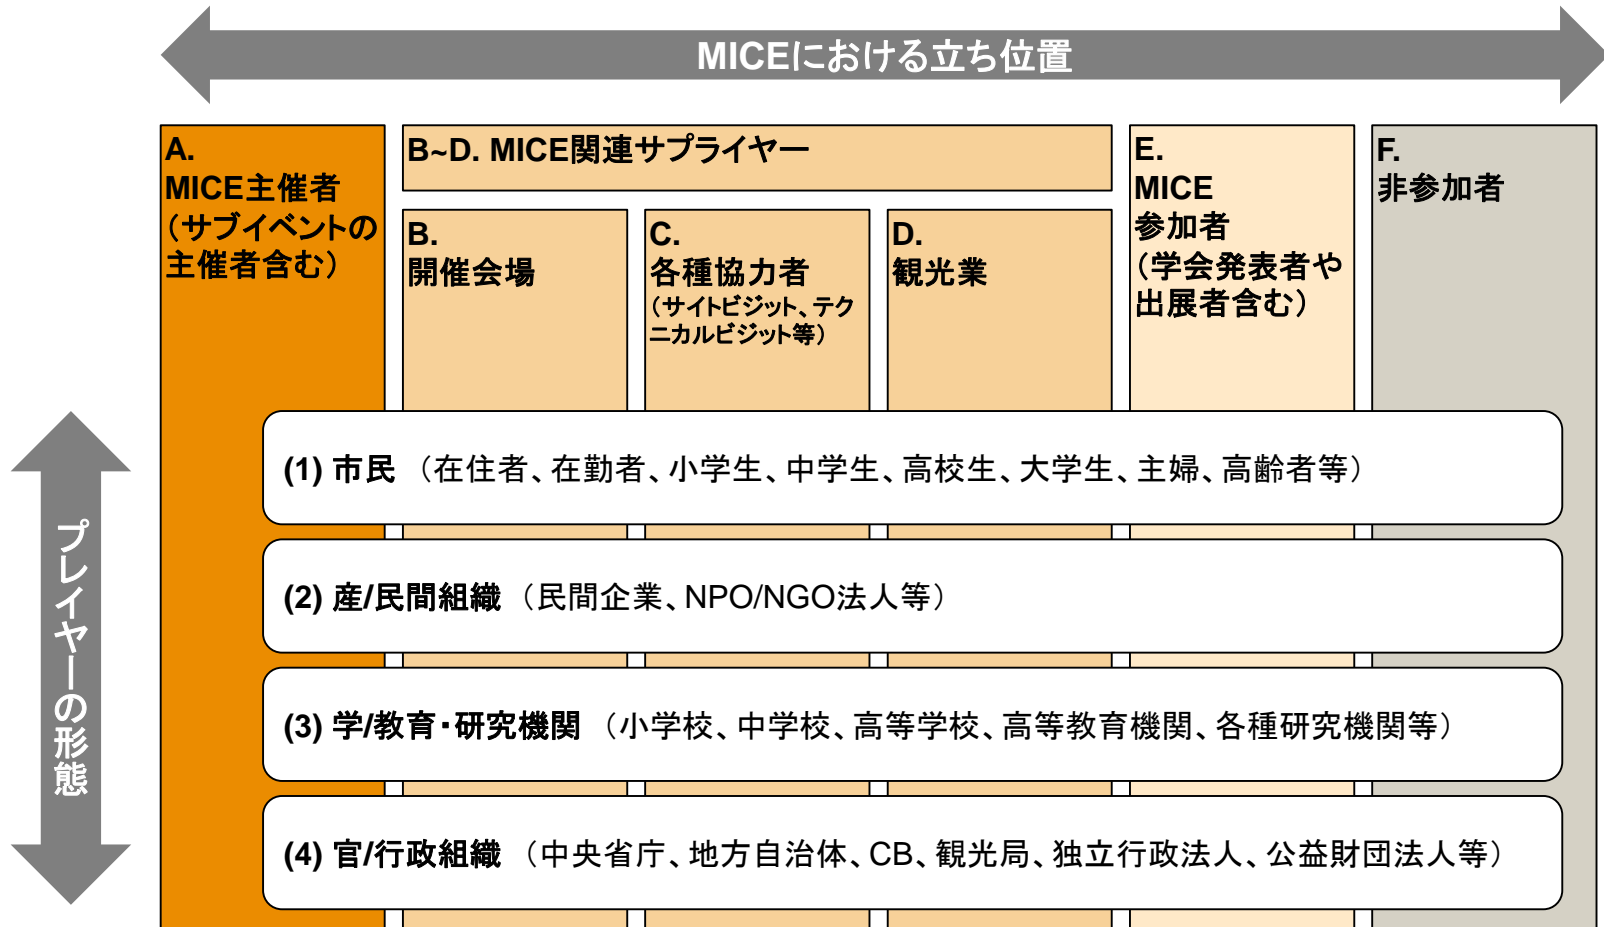 MICEにおける立ち位置
A.
MICE主催者
（サブイベントの
主催者含む）
B~D. MICE関連サプライヤー
B.
開催会場
C.
各種協力者
（サイトビジット、テク
ニカルビジット等）
D.
観光業
E.
MICE
参加者
（学会発表者や
出展者含む）
F.
非参加者
プレイヤーの形態
(1) 市民 （在住者、在勤者、小学生、中学生、高校生、大学生、主婦、高齢者等）
(2) 産/民間組織 （民間企業、NPO/NGO法人等）
(3) 学/教育・研究機関 （小学校、中学校、高等学校、高等教育機関、各種研究機関等）
(4) 官/行政組織 （中央省庁、地方自治体、CB、観光局、独立行政法人、公益財団法人等）